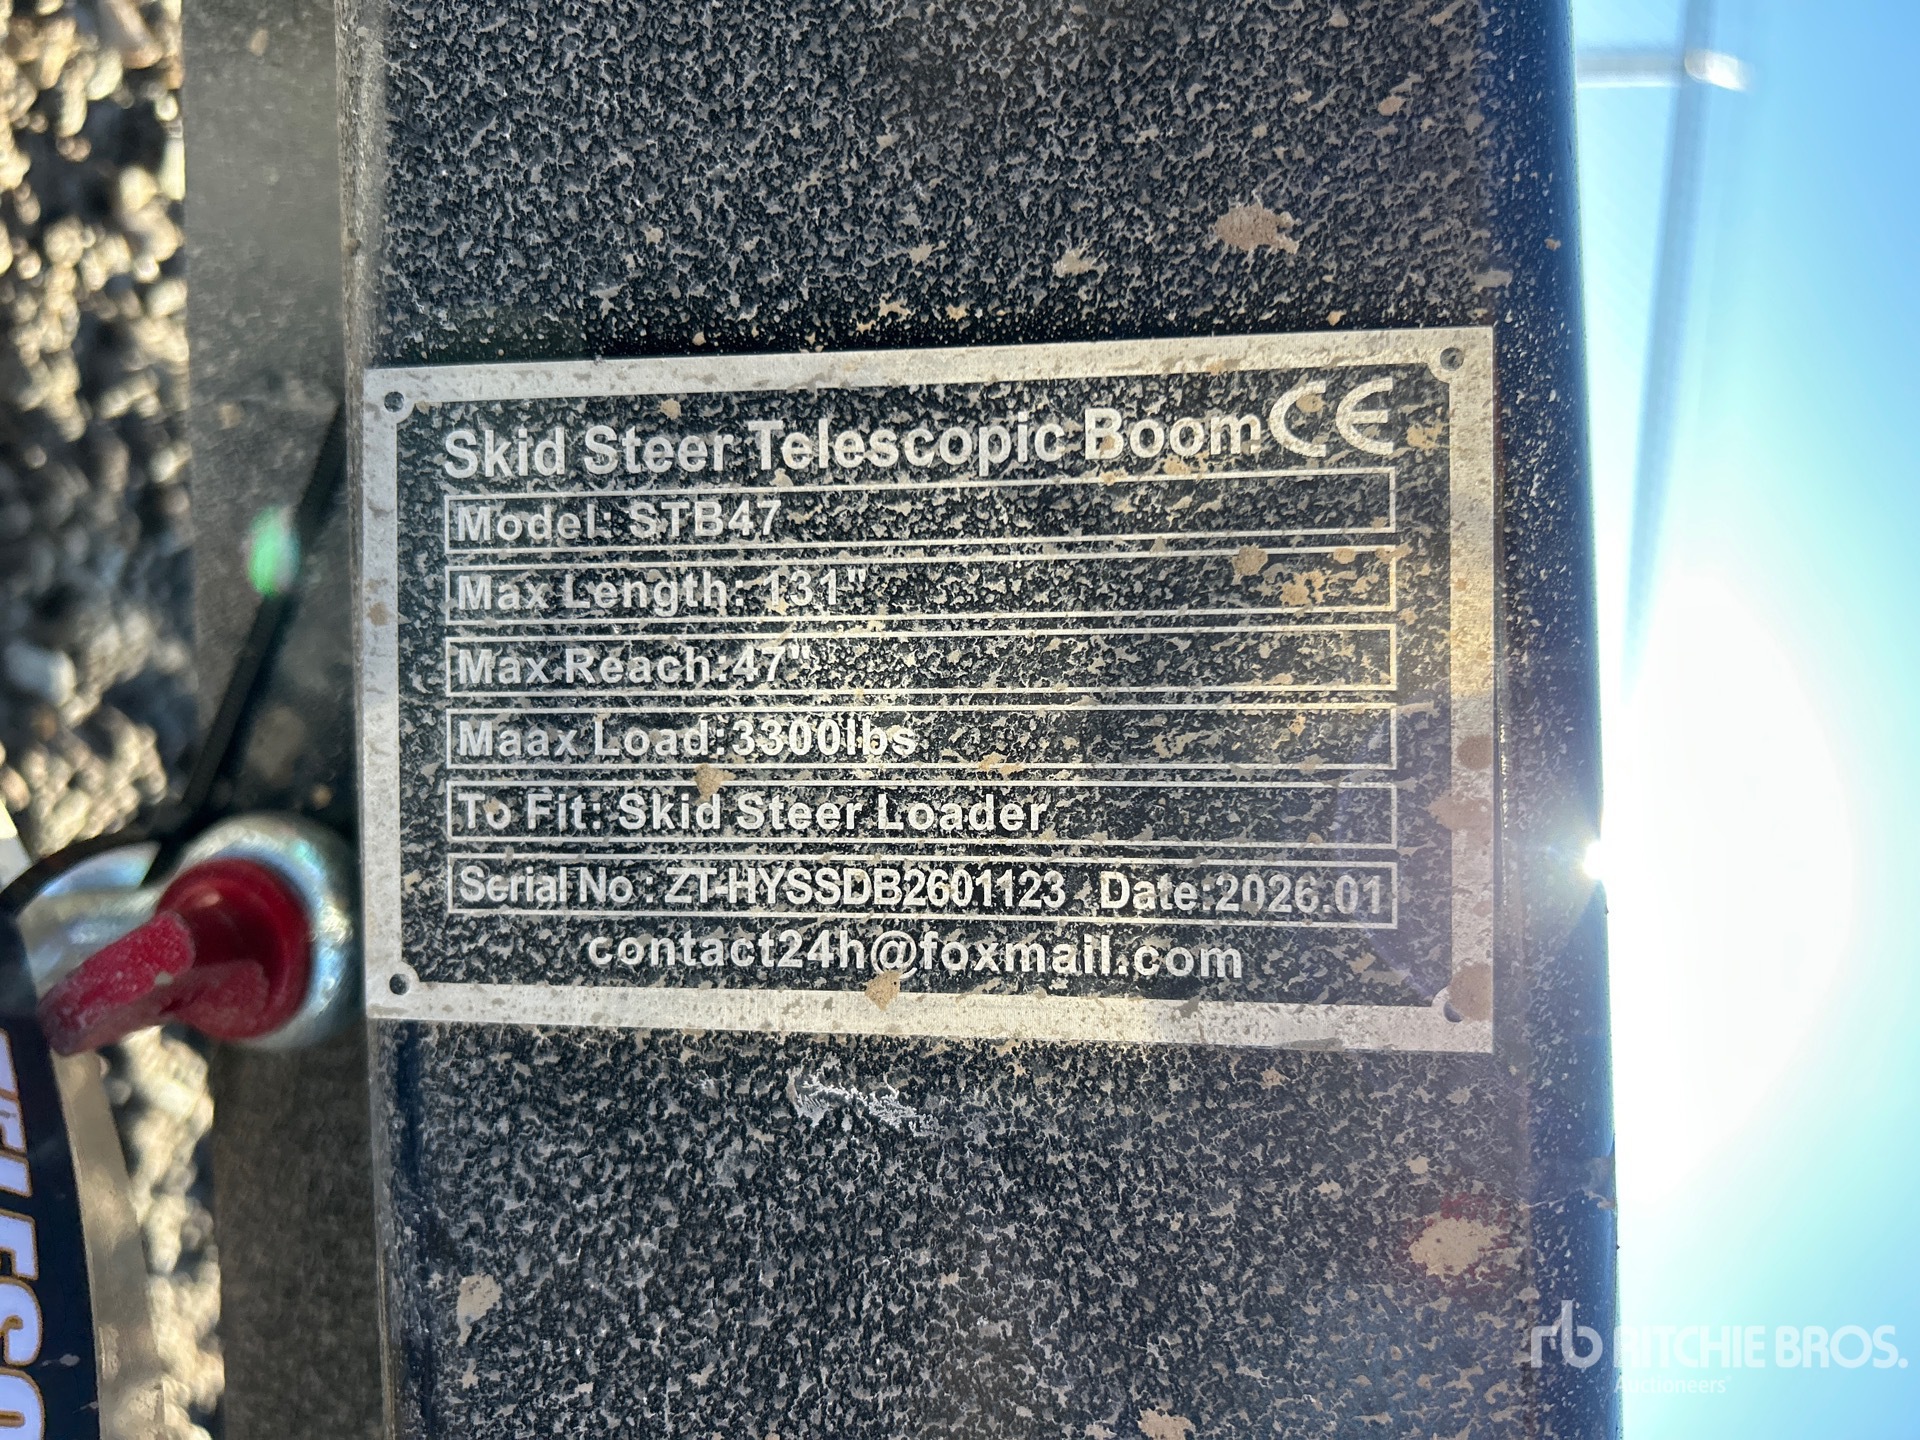 Skid Steer Telescopic Boom CE
Model: STB47
Max Length: 131"
Max Reach:47"
Maax Load:3300lbs
To Fit: Skid Steer Loader
Serial No : ZT-HYSSDB2601123 Date:2026.01
contact24h@foxmail.com
rb RITCHIE BROS.
Auctioneers